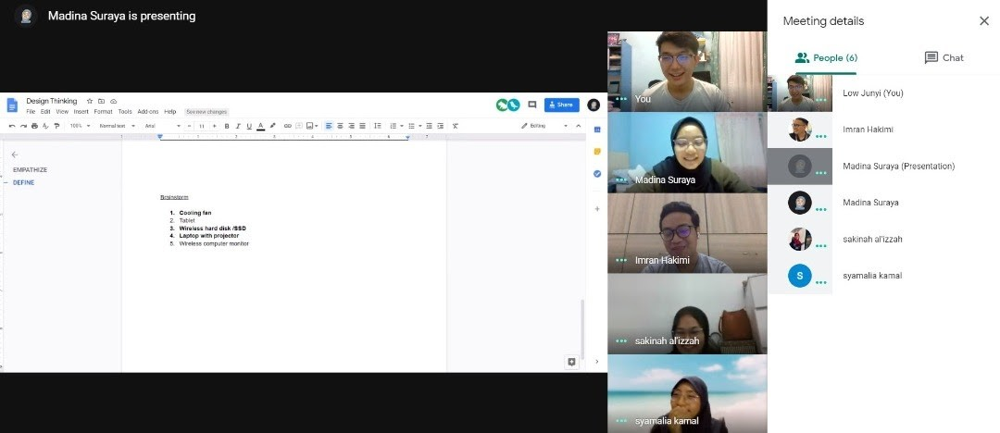 Madina Suraya is presenting
Design Thinking
File Edit View Insert Format Tools Add-ons Help See new changes
Share
100% Normal text Arial 11 Editing
EMPATHIZE
DEFINE
Brainstorm
1. Cooling fan
2. Tablet
3. Wireless hard disk /SSD
4. Laptop with projector
5. Wireless computer monitor
You
Madina Suraya
Imran Hakimi
sakinah al'izzah
syamalia kamal
Meeting details
People (6) Chat
Low Junyi (You)
Imran Hakimi
Madina Suraya (Presentation)
Madina Suraya
sakinah al'izzah
S syamalia kamal